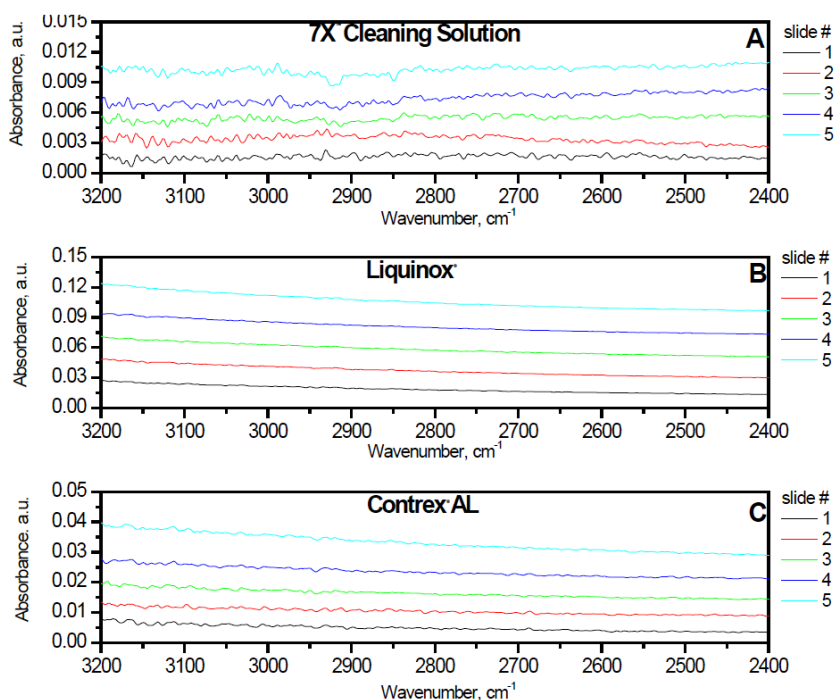 7X* Cleaning Solution
A
slide #
1
2
3
4
5
Absorbance, a.u.
0.015
0.012
0.009
0.006
0.003
0.000
3200 3100 3000 2900 2800 2700 2600 2500 2400
Wavenumber, cm-1
Liquinox*
B
slide #
1
2
3
4
5
Absorbance, a.u.
0.15
0.12
0.09
0.06
0.03
0.00
3200 3100 3000 2900 2800 2700 2600 2500 2400
Wavenumber, cm-1
Contrex* AL
C
slide #
1
2
3
4
5
Absorbance, a.u.
0.05
0.04
0.03
0.02
0.01
0.00
3200 3100 3000 2900 2800 2700 2600 2500 2400
Wavenumber, cm-1